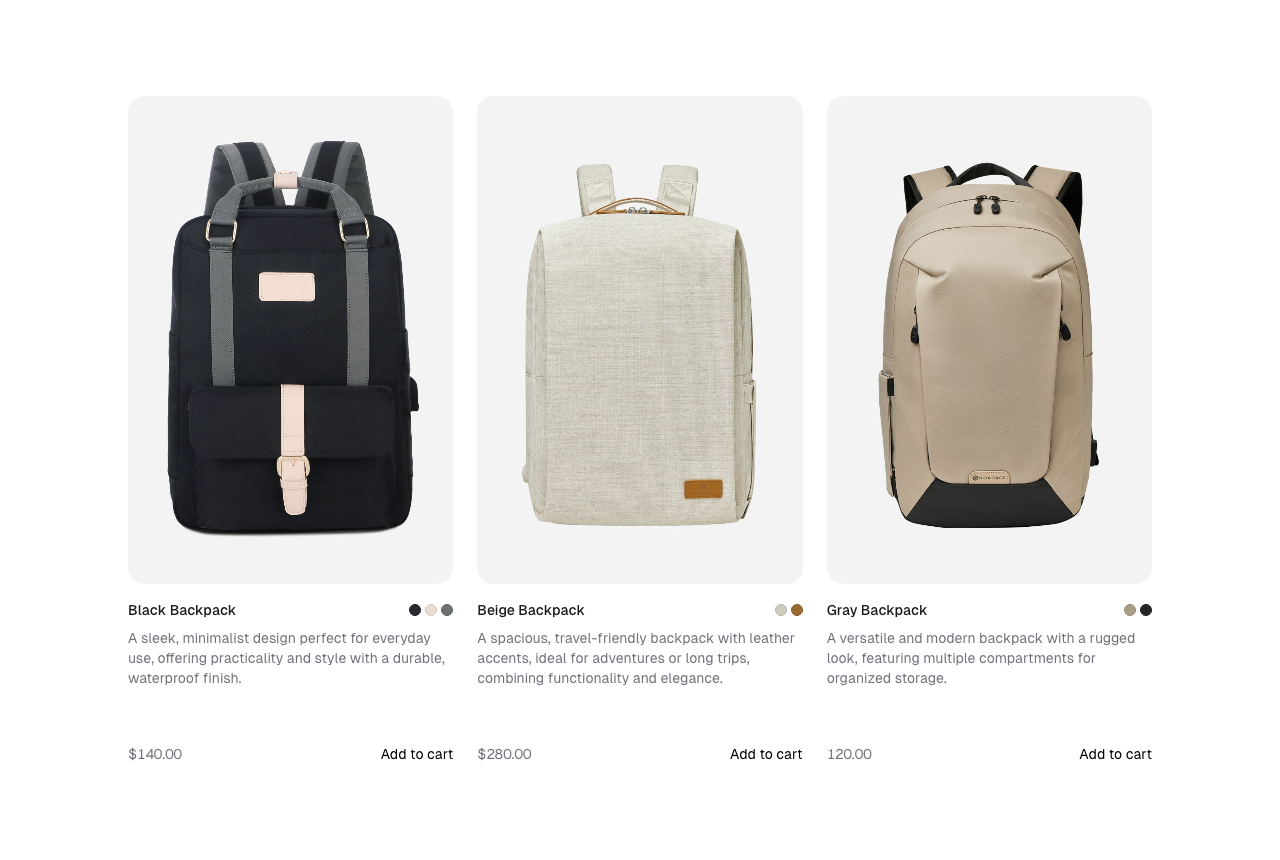 NORDACE
Black Backpack
A sleek, minimalist design perfect for everyday
use, offering practicality and style with a durable,
waterproof finish.
$140.00
Add to cart
Beige Backpack
A spacious, travel-friendly backpack with leather
accents, ideal for adventures or long trips,
combining functionality and elegance.
$280.00
Add to cart
Gray Backpack
A versatile and modern backpack with a rugged
look, featuring multiple compartments for
organized storage.
120.00
Add to cart